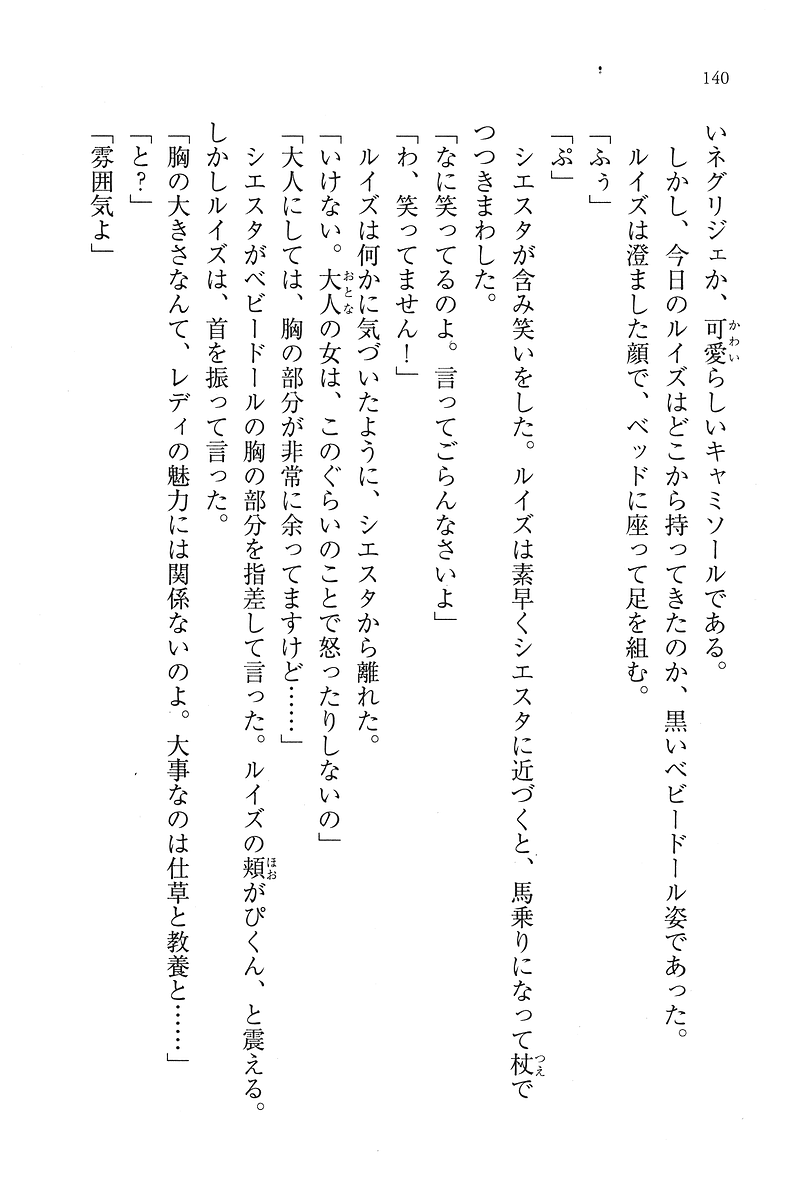 140
いネグリジェか、可愛らしいキャミソールである。
しかし、今日のルイズはどこから持ってきたのか、黒いベビードール姿であった。
ルイズは澄ました顔で、ベッドに座って足を組む。
「ふぅ」
「ぷ」
シエスタが含み笑いをした。ルイズは素早くシエスタに近づくと、馬乗りになって杖で
つつきまわした。
「なに笑ってるのよ。言ってごらんなさいよ」
「わ、笑ってません！」
ルイズは何かに気づいたように、シエスタから離れた。
「いけない。大人の女は、このぐらいのことで怒ったりしないの」
「大人にしては、胸の部分が非常に余ってますけど……」
シエスタがベビードールの胸の部分を指差して言った。ルイズの頬がぴくん、と震える。
しかしルイズは、首を振って言った。
「胸の大きさなんて、レディの魅力には関係ないのよ。大事なのは仕草と教養と……」
「と？」
「雰囲気よ」